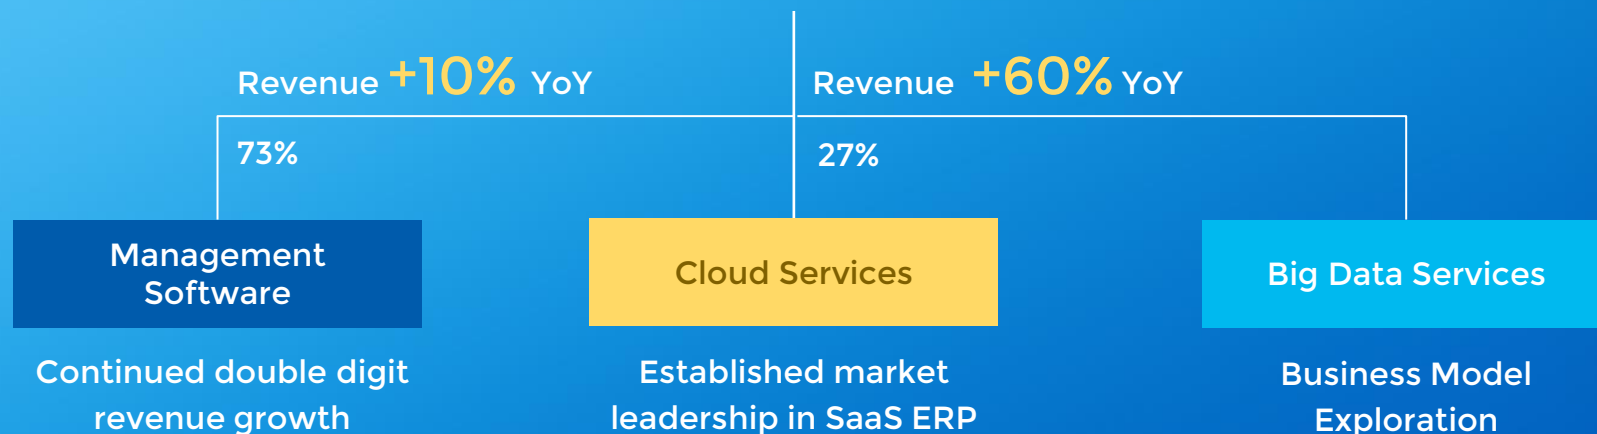 Revenue +10% YoY
Revenue +60% YoY
73%
27%
Management
Software
Cloud Services
Big Data Services
Continued double digit
revenue growth
Established market
leadership in SaaS ERP
Business Model
Exploration